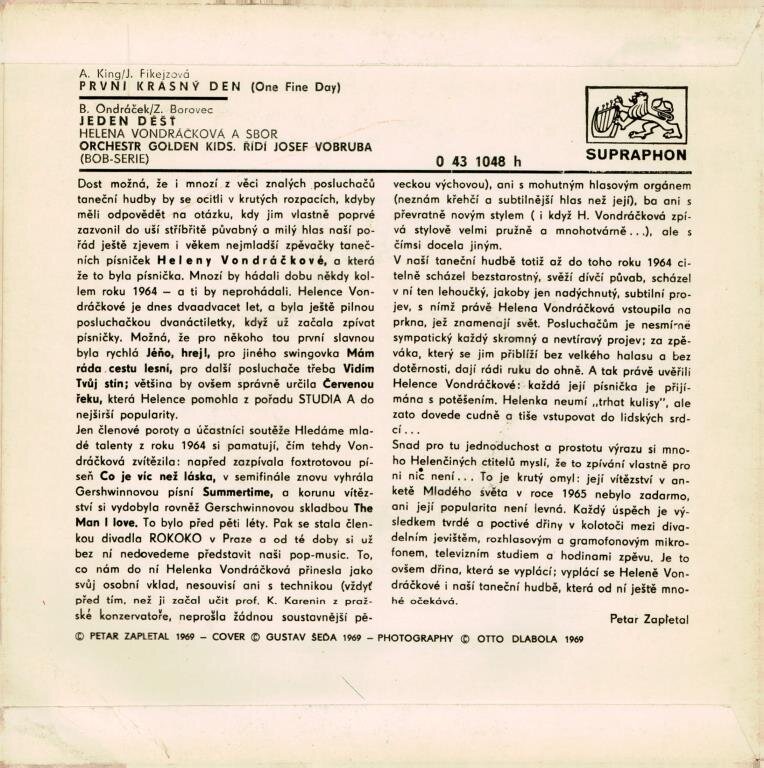 A. King/J. Fikejzová
PRVNÍ KRÁSNÝ DEN (One Fine Day)
B. Ondráček/Z. Borovec
JEDEN DÉŠŤ
HELENA VONDRÁČKOVÁ A SBOR
ORCHESTR GOLDEN KIDS. ŘÍDÍ JOSEF VOBRUBA
(BOB-SERIE)
0 43 1048 h
SUPRAPHON
Dost možná, že i mnozí z věci znalých posluchačů
taneční hudby by se ocitli v krutých rozpacích, kdyby
měli odpovědět na otázku, kdy jim vlastně poprvé
zazvonil do uší stříbřitě půvabný a milý hlas naší po-
řád ještě zjevem i věkem nejmladší zpěvačky taneč-
ních písniček Heleny Vondráčkové, a která
že to byla písnička. Mnozí by hádali dobu někdy kol-
lem roku 1964 – a ti by neprohádali. Helence Von-
dráčkové je dnes dvaadvacet let, a byla ještě pilnou
posluchačkou dvanáctiletky, když už začala zpívat
písničky. Možná, že pro někoho tou první slavnou
byla rychlá Jéňo, hrej!, pro jiného swingovka Mám
ráda cestu lesní, pro další posluchače třeba Vidím
Tvůj stín; většina by ovšem správně určila Červenou
řeku, která Helence pomohla z pořadu STUDIA A do
nejširší popularity.
Jen členové poroty a účastníci soutěže Hledáme mla-
dé talenty z roku 1964 si pamatují, čím tehdy Von-
dráčková zvítězila: napřed zazpívala foxtrotovou pí-
seň Co je víc než láska, v semifinále znovu vyhrála
Gershwinnovou písní Summertime, a korunu vítěz-
ství si vydobyla rovněž Gerschwinnovou skladbou The
Man I love. To bylo před pěti léty. Pak se stala člen-
kou divadla ROKOKO v Praze a od té doby si už
bez ní nedovedeme představit naši pop-music. To,
co nám do ní Helenka Vondráčková přinesla jako
svůj osobní vklad, nesouvisí ani s technikou (vždyť
před tím, než ji začal učit prof. K. Karenin z praž-
ské konzervatoře, neprošla žádnou soustavnější pě-
veckou výchovou), ani s mohutným hlasovým orgánem
(neznám křehčí a subtilnější hlas než její), ba ani s
převratně novým stylem ( i když H. Vondráčková zpí-
vá stylově velmi pružně a mnohotvárně...), ale s
čímsi docela jiným.
V naší taneční hudbě totiž až do toho roku 1964 ci-
telně scházel bezstarostný, svěží dívčí půvab, scházel
v ní ten lehoučký, jakoby jen nadýchnutý, subtilní pro-
jev, s nímž právě Helena Vondráčková vstoupila na
prkna, jež znamenají svět. Posluchačům je nesmírně
sympatický každý skromný a nevtíravý projev; za zpě-
váka, který se jim přiblíží bez velkého halasu a bez
dotěrnosti, dají rádi ruku do ohně. A tak právě uvěřili
Helence Vondráčkové: každá její písnička je přijí-
mána s potěšením. Helenka neumí „trhat kulisy", ale
zato dovede cudně a tiše vstupovat do lidských srd-
cí...
Snad pro tu jednoduchost a prostotu výrazu si mno-
ho Helenčiných ctitelů myslí, že to zpívání vlastně pro
ni nic není... To je krutý omyl: její vítězství v an-
ketě Mladého světa v roce 1965 nebylo zadarmo,
ani její popularita není levná. Každý úspěch je vý-
sledkem tvrdé a poctivé dřiny v kolotoči mezi diva-
delním jevištěm, rozhlasovým a gramofonovým mikro-
fonem, televizním studiem a hodinami zpěvu. Je to
ovšem dřina, která se vyplácí; vyplácí se Heleně Von-
dráčkové i naší taneční hudbě, která od ní ještě mno-
hé očekává.
Petar Zapletal
© PETAR ZAPLETAL 1969 – COVER © GUSTAV ŠEDA 1969 – PHOTOGRAPHY © OTTO DLABOLA 1969